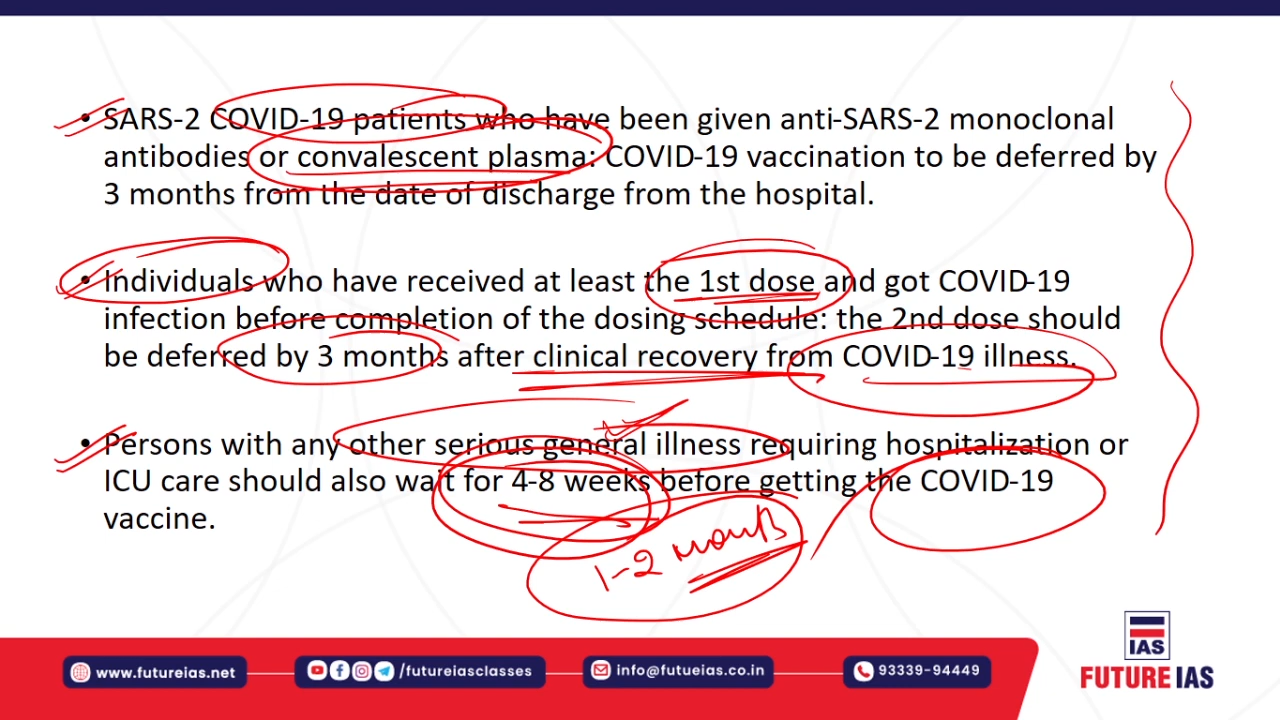 • SARS-2 COVID-19 patients who have been given anti-SARS-2 monoclonal
antibodies or convalescent plasma: COVID-19 vaccination to be deferred by
3 months from the date of discharge from the hospital.
• Individuals who have received at least the 1st dose and got COVID-19
infection before completion of the dosing schedule: the 2nd dose should
be deferred by 3 months after clinical recovery from COVID-19 illness.
• Persons with any other serious general illness requiring hospitalization or
ICU care should also wait for 4-8 weeks before getting the COVID-19
vaccine.
1-2 months
IAS
FUTURE IAS
www.futureias.net
/futureiasclasses
info@futueias.co.in
93339-94449